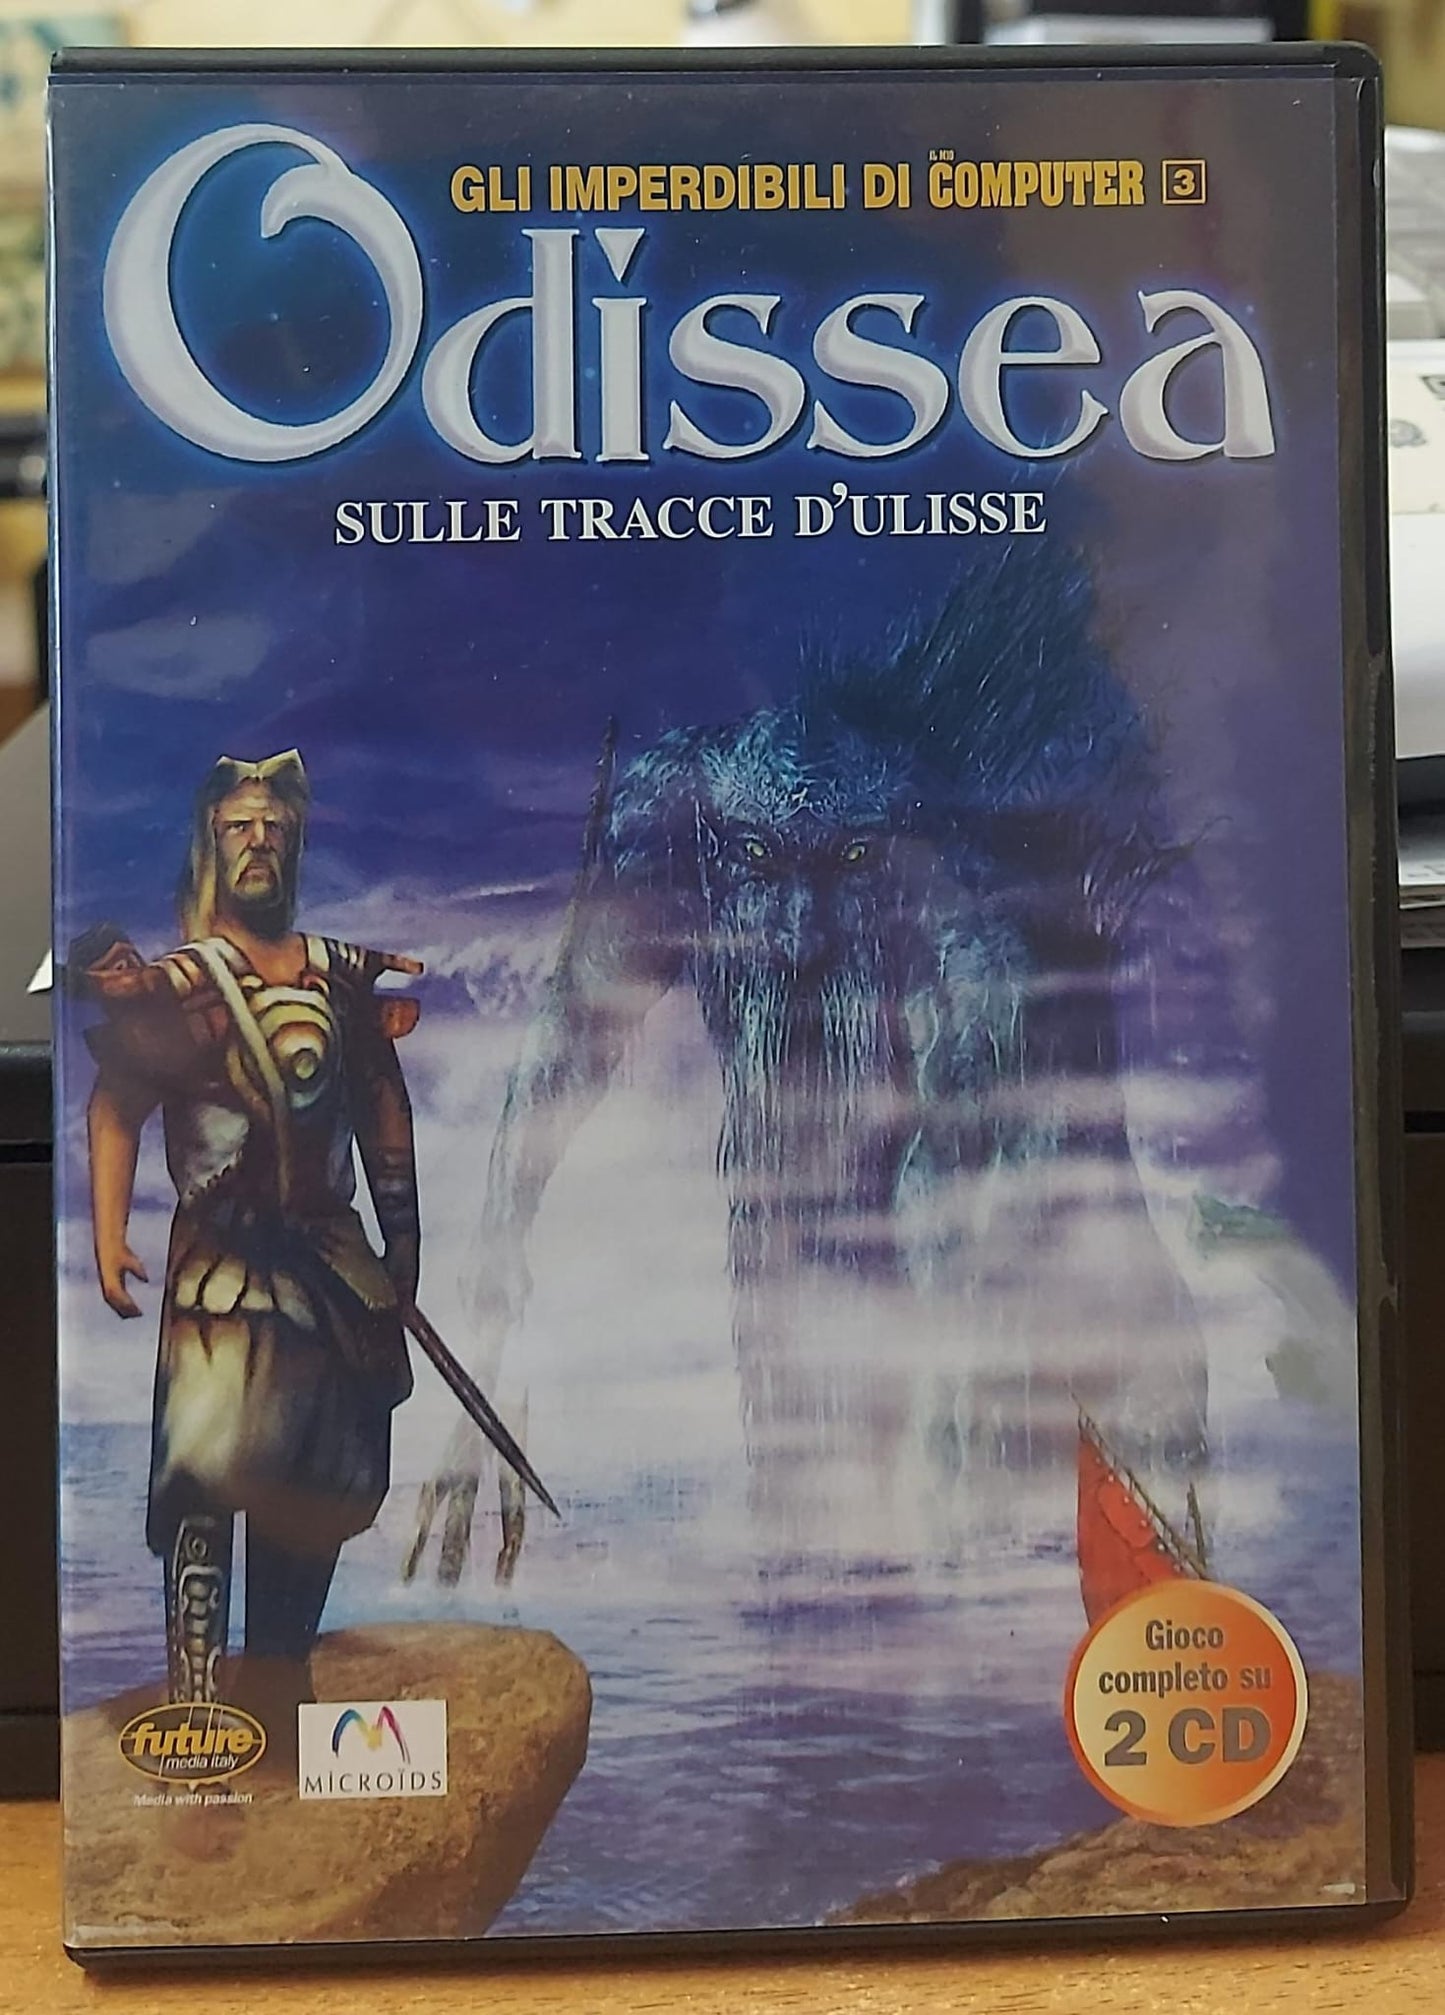 GLI IMPERDIBILI DI IL MIO COMPUTER 3
Odissea
SULLE TRACCE D'ULISSE
Gioco
completo su
2 CD
future
media italy
Media with passion
MICROÏDS